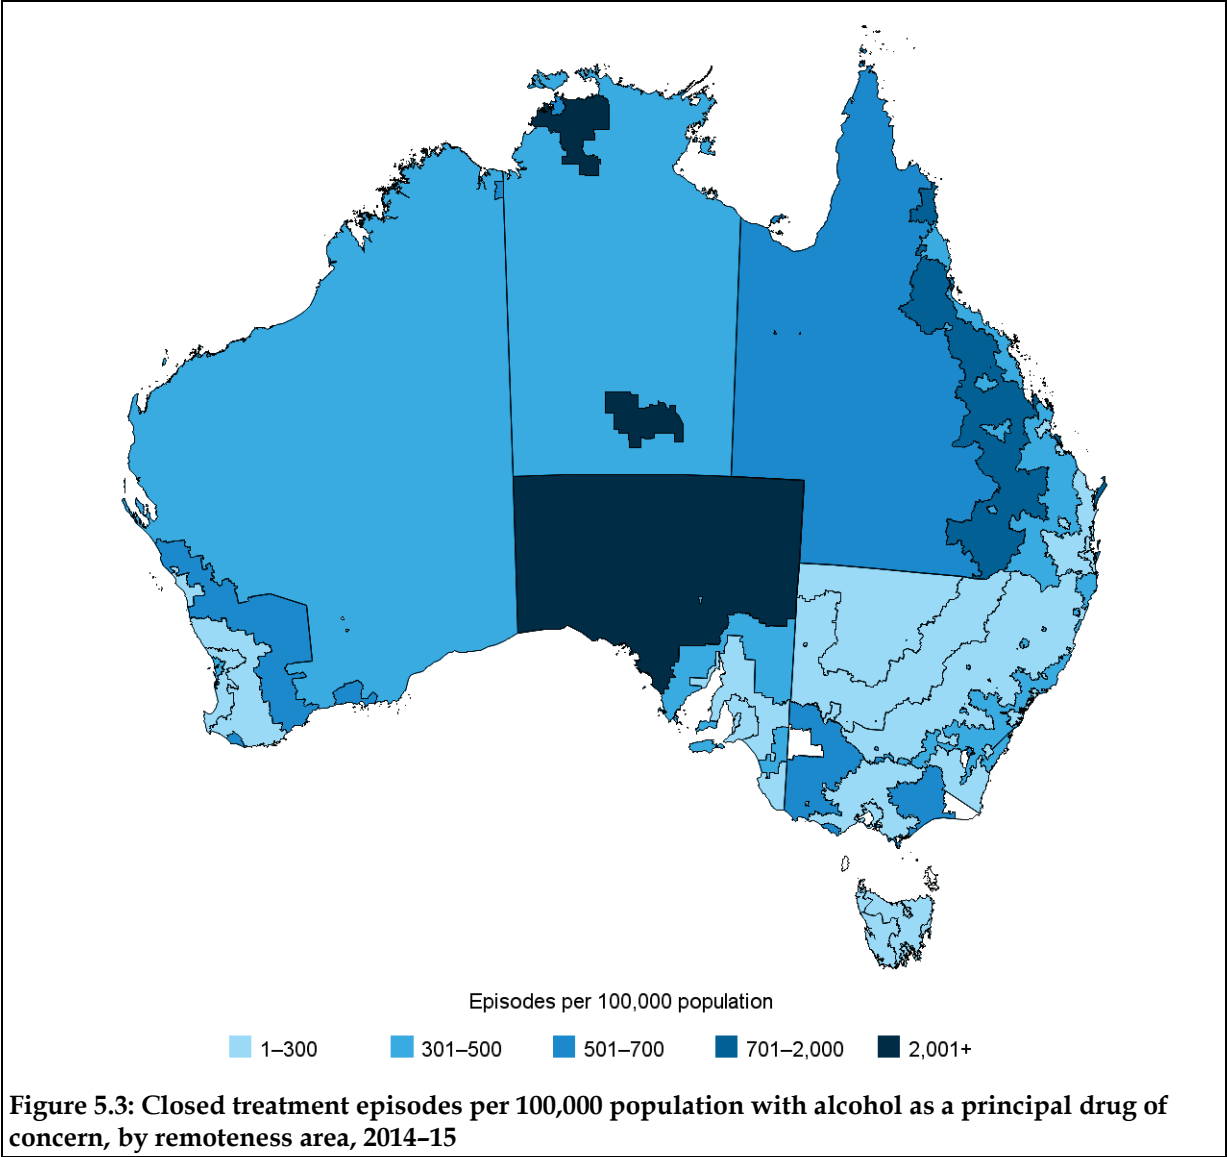 Episodes per 100,000 population
1–300 301–500 501–700 701–2,000 2,001+
Figure 5.3: Closed treatment episodes per 100,000 population with alcohol as a principal drug of
concern, by remoteness area, 2014–15